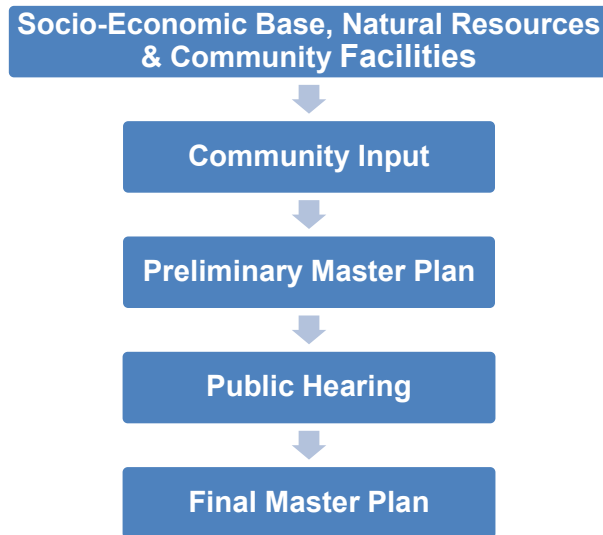 Socio-Economic Base, Natural Resources
& Community Facilities
Community Input
Preliminary Master Plan
Public Hearing
Final Master Plan